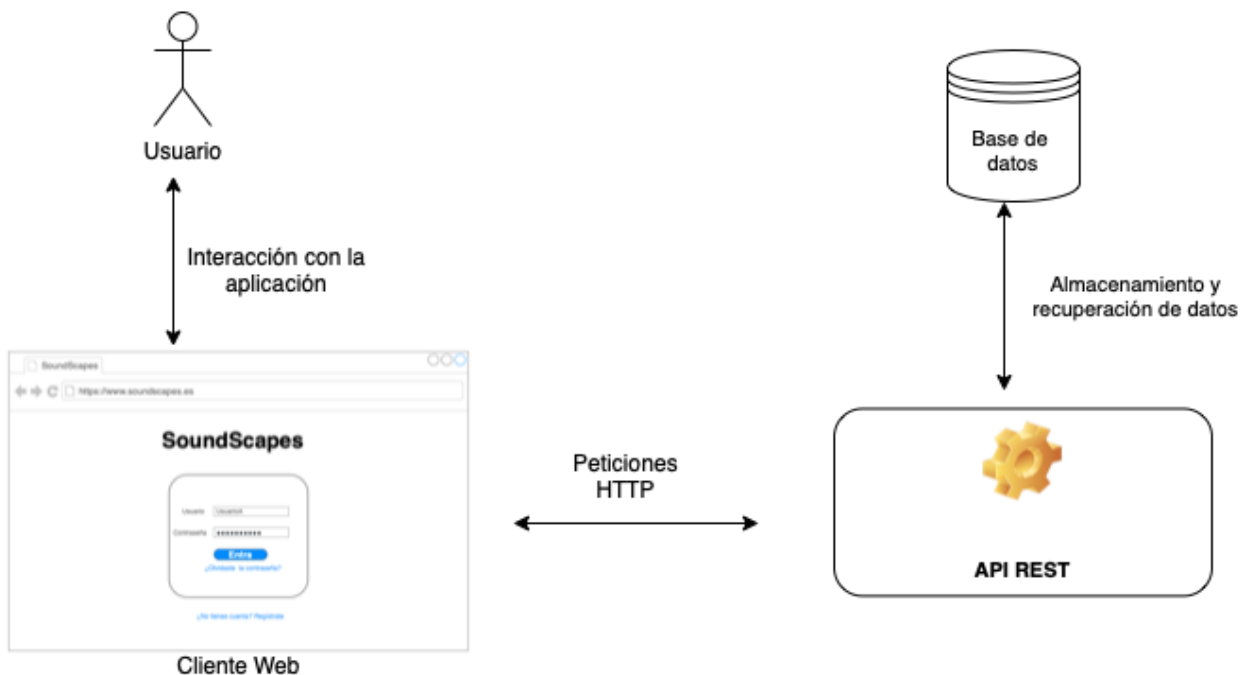 Usuario
Base de
datos
Interacción con la
aplicación
Almacenamiento y
recuperación de datos
SoundScapes
https://www.soundscapes.es
SoundScapes
Peticiones
HTTP
Usuario
UsuarioX
Contraseña
Entra
¿Olvidaste la contraseña?
API REST
¿No tienes cuenta? Regístrate
Cliente Web